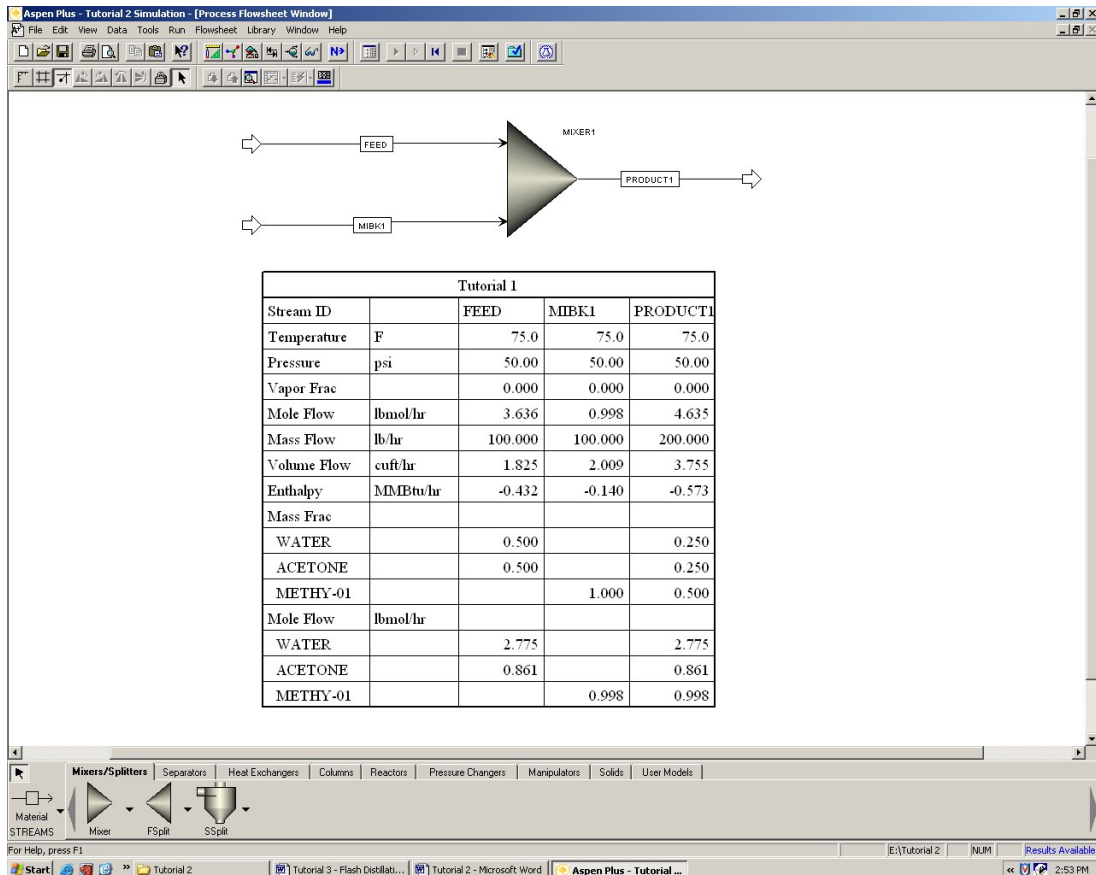 Aspen Plus - Tutorial 2 Simulation - [Process Flowsheet Window]
File Edit View Data Tools Run Flowsheet Library Window Help
N>
MIXER1
FEED
PRODUCT1
MIBK1
Tutorial 1
Stream ID FEED MIBK1 PRODUCT1
Temperature F 75.0 75.0 75.0
Pressure psi 50.00 50.00 50.00
Vapor Frac 0.000 0.000 0.000
Mole Flow lbmol/hr 3.636 0.998 4.635
Mass Flow lb/hr 100.000 100.000 200.000
Volume Flow cuft/hr 1.825 2.009 3.755
Enthalpy MMBtu/hr -0.432 -0.140 -0.573
Mass Frac
WATER 0.500 0.250
ACETONE 0.500 0.250
METHY-01 1.000 0.500
Mole Flow lbmol/hr
WATER 2.775 2.775
ACETONE 0.861 0.861
METHY-01 0.998 0.998
Mixers/Splitters Separators Heat Exchangers Columns Reactors Pressure Changers Manipulators Solids User Models
Material
STREAMS Mixer FSplit SSplit
For Help, press F1 E:\Tutorial 2 NUM Results Available
Start » Tutorial 2 Tutorial 3 - Flash Distillati... Tutorial 2 - Microsoft Word Aspen Plus - Tutorial ... « 2:53 PM